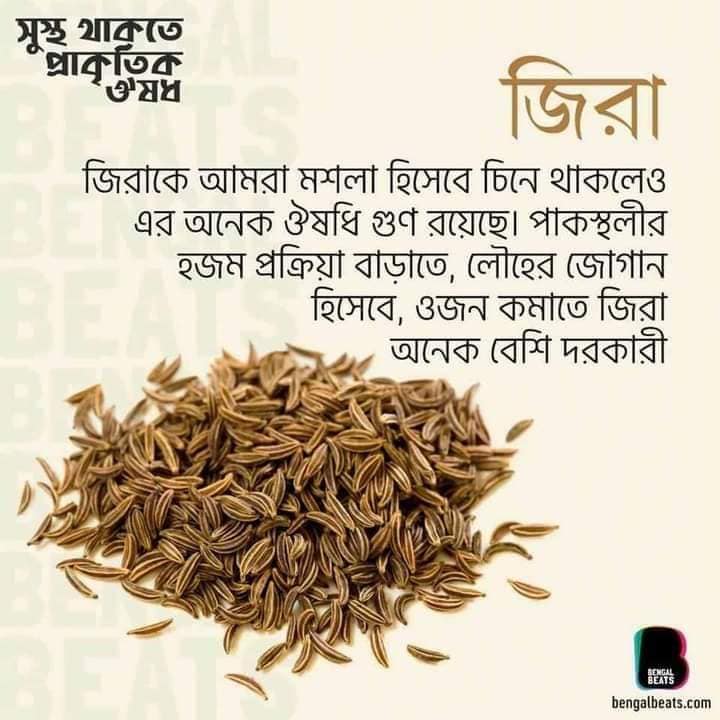 সুস্থ থাকতে
প্রাকৃতিক
ঔষধ
জিরা
জিরাকে আমরা মশলা হিসেবে চিনে থাকলেও
এর অনেক ঔষধি গুণ রয়েছে। পাকস্থলীর
হজম প্রক্রিয়া বাড়াতে, লৌহের জোগান
হিসেবে, ওজন কমাতে জিরা
অনেক বেশি দরকারী
BENGAL
BEATS
bengalbeats.com